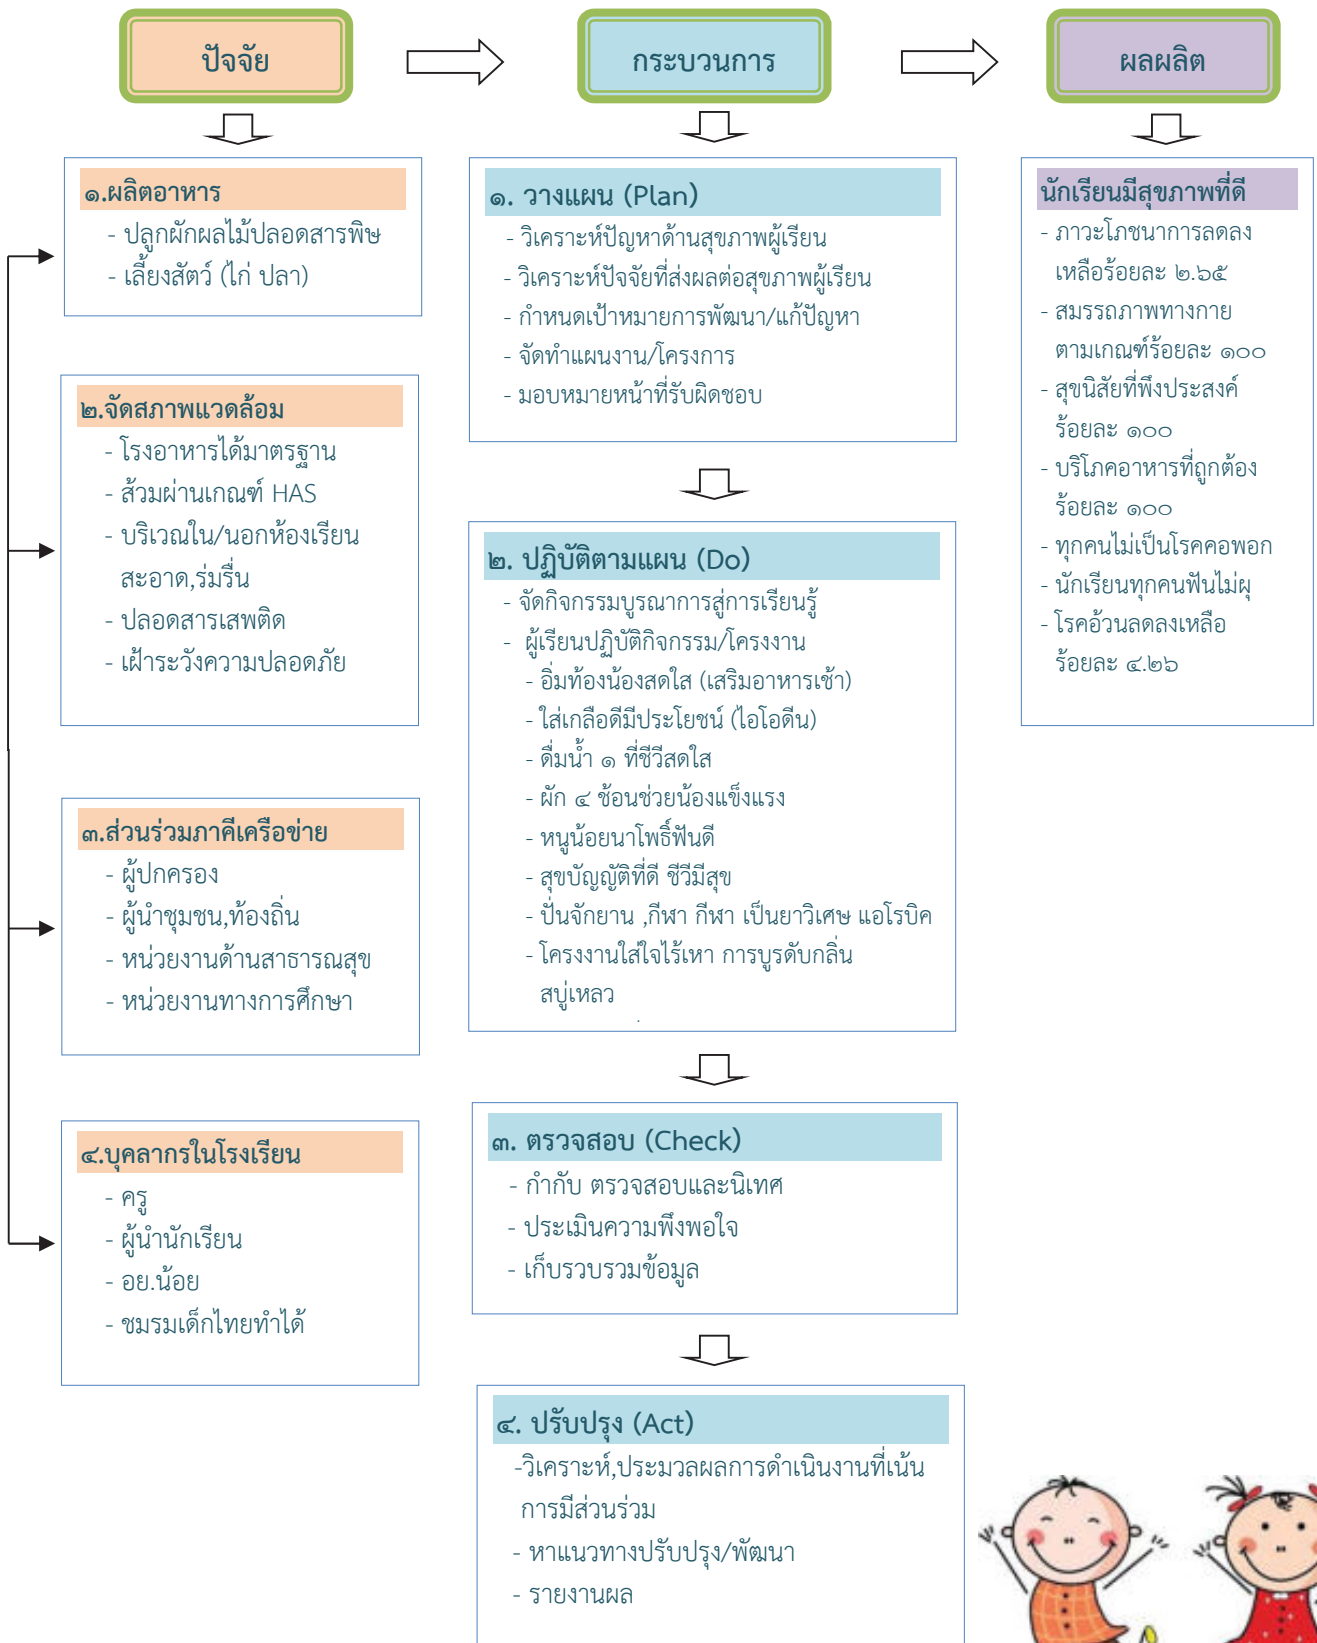 ปัจจัย
กระบวนการ
ผลผลิต
๑.ผลิตอาหาร
- ปลูกผักผลไม้ปลอดสารพิษ
- เลี้ยงสัตว์ (ไก่ ปลา)
๒.จัดสภาพแวดล้อม
- โรงอาหารได้มาตรฐาน
- ส้วมผ่านเกณฑ์ HAS
- บริเวณใน/นอกห้องเรียน
สะอาด,ร่มรื่น
- ปลอดสารเสพติด
- เฝ้าระวังความปลอดภัย
๓.ส่วนร่วมภาคีเครือข่าย
- ผู้ปกครอง
- ผู้นำชุมชน,ท้องถิ่น
- หน่วยงานด้านสาธารณสุข
- หน่วยงานทางการศึกษา
๔.บุคลากรในโรงเรียน
- ครู
- ผู้นำนักเรียน
- อย.น้อย
- ชมรมเด็กไทยทำได้
๑. วางแผน (Plan)
- วิเคราะห์ปัญหาด้านสุขภาพผู้เรียน
- วิเคราะห์ปัจจัยที่ส่งผลต่อสุขภาพผู้เรียน
- กำหนดเป้าหมายการพัฒนา/แก้ปัญหา
- จัดทำแผนงาน/โครงการ
- มอบหมายหน้าที่รับผิดชอบ
๒. ปฏิบัติตามแผน (Do)
- จัดกิจกรรมบูรณาการสู่การเรียนรู้
- ผู้เรียนปฏิบัติกิจกรรม/โครงงาน
- อิ่มท้องน้องสดใส (เสริมอาหารเช้า)
- ใส่เกลือดีมีประโยชน์ (ไอโอดีน)
- ดื่มน้ำ ๑ ที่ชีวีสดใส
- ผัก ๔ ช้อนช่วยน้องแข็งแรง
- หนูน้อยนาโพธิ์ฟันดี
- สุขบัญญัติที่ดี ชีวีมีสุข
- ปั่นจักยาน ,กีฬา กีฬา เป็นยาวิเศษ แอโรบิค
- โครงงานใส่ใจไร้เหา การบูรดับกลิ่น
สบู่เหลว
๓. ตรวจสอบ (Check)
- กำกับ ตรวจสอบและนิเทศ
- ประเมินความพึงพอใจ
- เก็บรวบรวมข้อมูล
๔. ปรับปรุง (Act)
-วิเคราะห์,ประมวลผลการดำเนินงานที่เน้น
การมีส่วนร่วม
- หาแนวทางปรับปรุง/พัฒนา
- รายงานผล
นักเรียนมีสุขภาพที่ดี
- ภาวะโภชนาการลดลง
เหลือร้อยละ ๒.๖๕
- สมรรถภาพทางกาย
ตามเกณฑ์ร้อยละ ๑๐๐
- สุขนิสัยที่พึงประสงค์
ร้อยละ ๑๐๐
- บริโภคอาหารที่ถูกต้อง
ร้อยละ ๑๐๐
- ทุกคนไม่เป็นโรคคอพอก
- นักเรียนทุกคนฟันไม่ผุ
- โรคอ้วนลดลงเหลือ
ร้อยละ ๔.๒๖